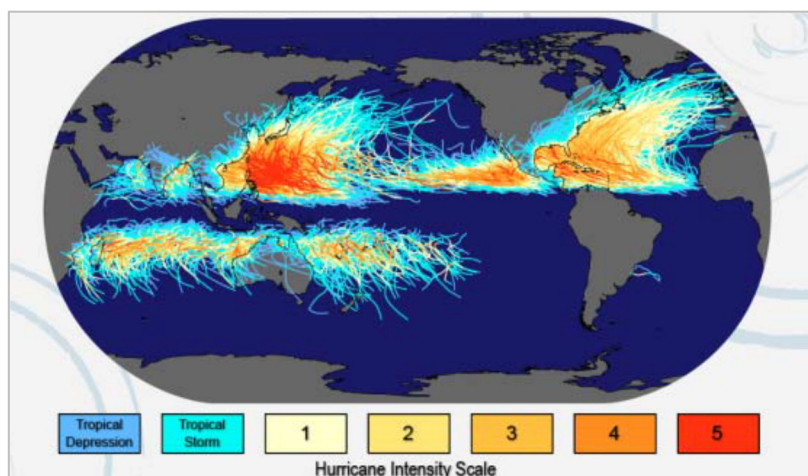 Tropical
Depression
Tropical
Storm
1
2
3
4
5
Hurricane Intensity Scale